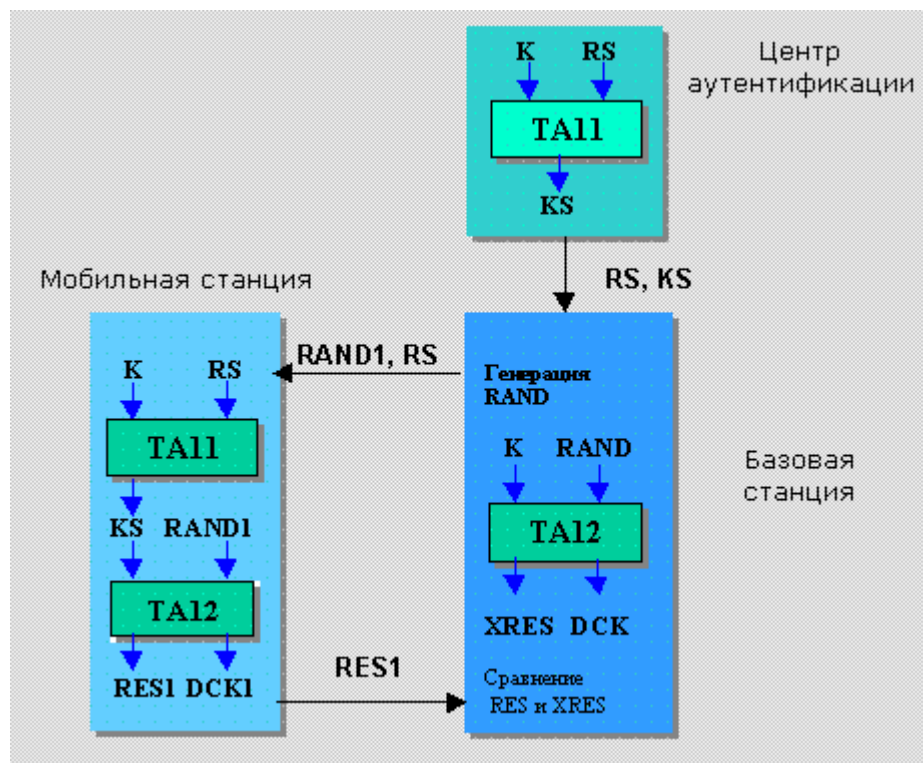 K RS
Центр
аутентификации
TA11
KS
RS, KS
Мобильная станция
RAND1, RS
K RS
TA11
KS RAND1
TA12
RES1 DCK1
RES1
Генерация
RAND
K RAND
TA12
XRES DCK
Сравнение
RES и XRES
Базовая
станция